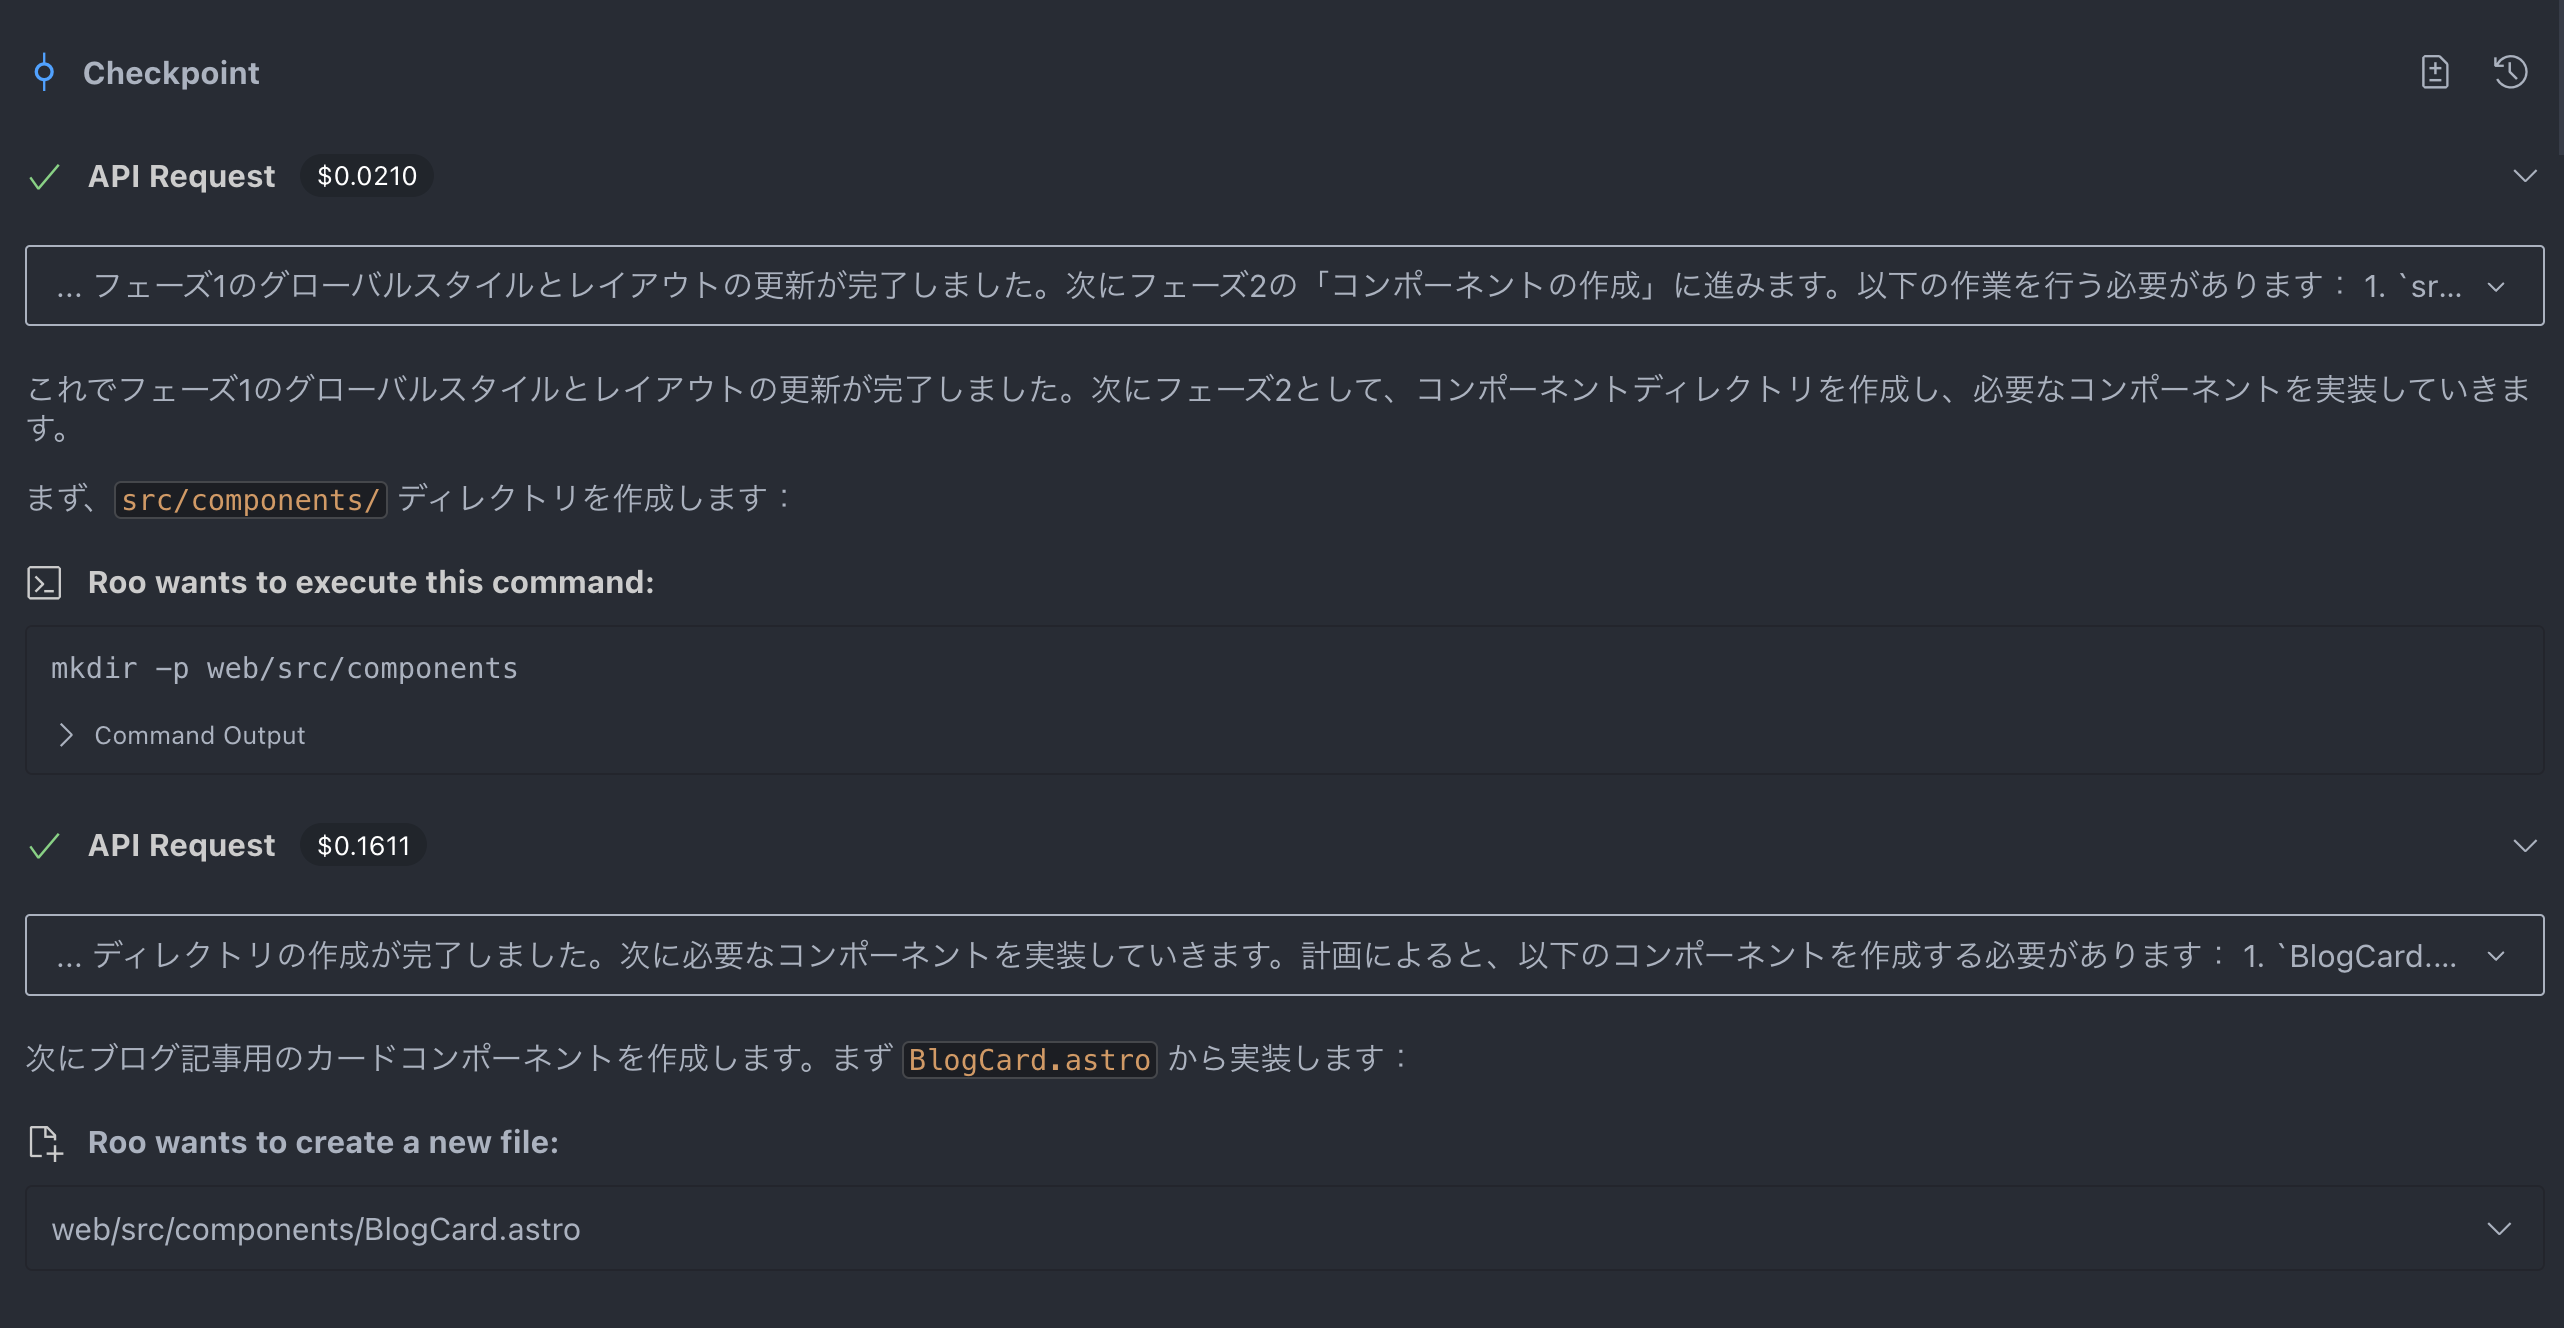 Checkpoint
API Request $0.0210
... フェーズ1のグローバルスタイルとレイアウトの更新が完了しました。次にフェーズ2の「コンポーネントの作成」に進みます。以下の作業を行う必要があります： 1. `sr...
これでフェーズ1のグローバルスタイルとレイアウトの更新が完了しました。次にフェーズ2として、コンポーネントディレクトリを作成し、必要なコンポーネントを実装していきま
す。
まず、 src/components/ ディレクトリを作成します：
Roo wants to execute this command:
mkdir -p web/src/components
Command Output
API Request $0.1611
... ディレクトリの作成が完了しました。次に必要なコンポーネントを実装していきます。計画によると、以下のコンポーネントを作成する必要があります： 1. `BlogCard....
次にブログ記事用のカードコンポーネントを作成します。まず BlogCard.astro から実装します：
Roo wants to create a new file:
web/src/components/BlogCard.astro